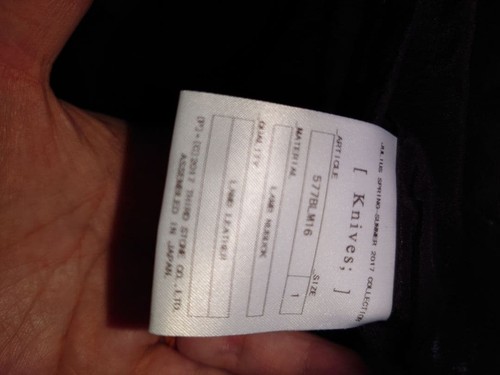 JULIUS SPRING-SUMMER 2017 COLLECTION
[ Knives; ]
ARTICLE SIZE
577BLM16 1
MATERIAL
LAMB NUBUCK
QUALITY
LAMB LEATHER
(P)+(C)2017 THIRD STONE CO.,LTD.
ASSEMBLED IN JAPAN.